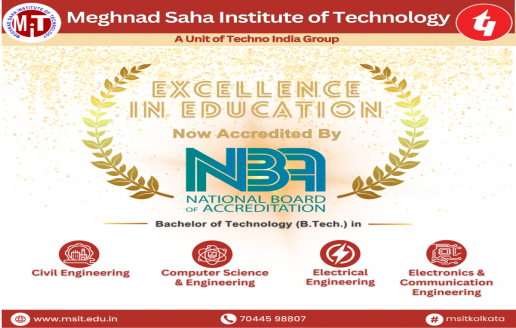 Meghnad Saha Institute of Technology
A Unit of Techno India Group
EXCELLENCE
IN EDUCATION
Now Accredited By
NBA
NATIONAL BOARD
OF ACCREDITATION
Bachelor of Technology (B.Tech.) in
Civil Engineering
Computer Science
& Engineering
Electrical
Engineering
Electronics &
Communication
Engineering
www.msit.edu.in
70445 98807
#msitkolkata